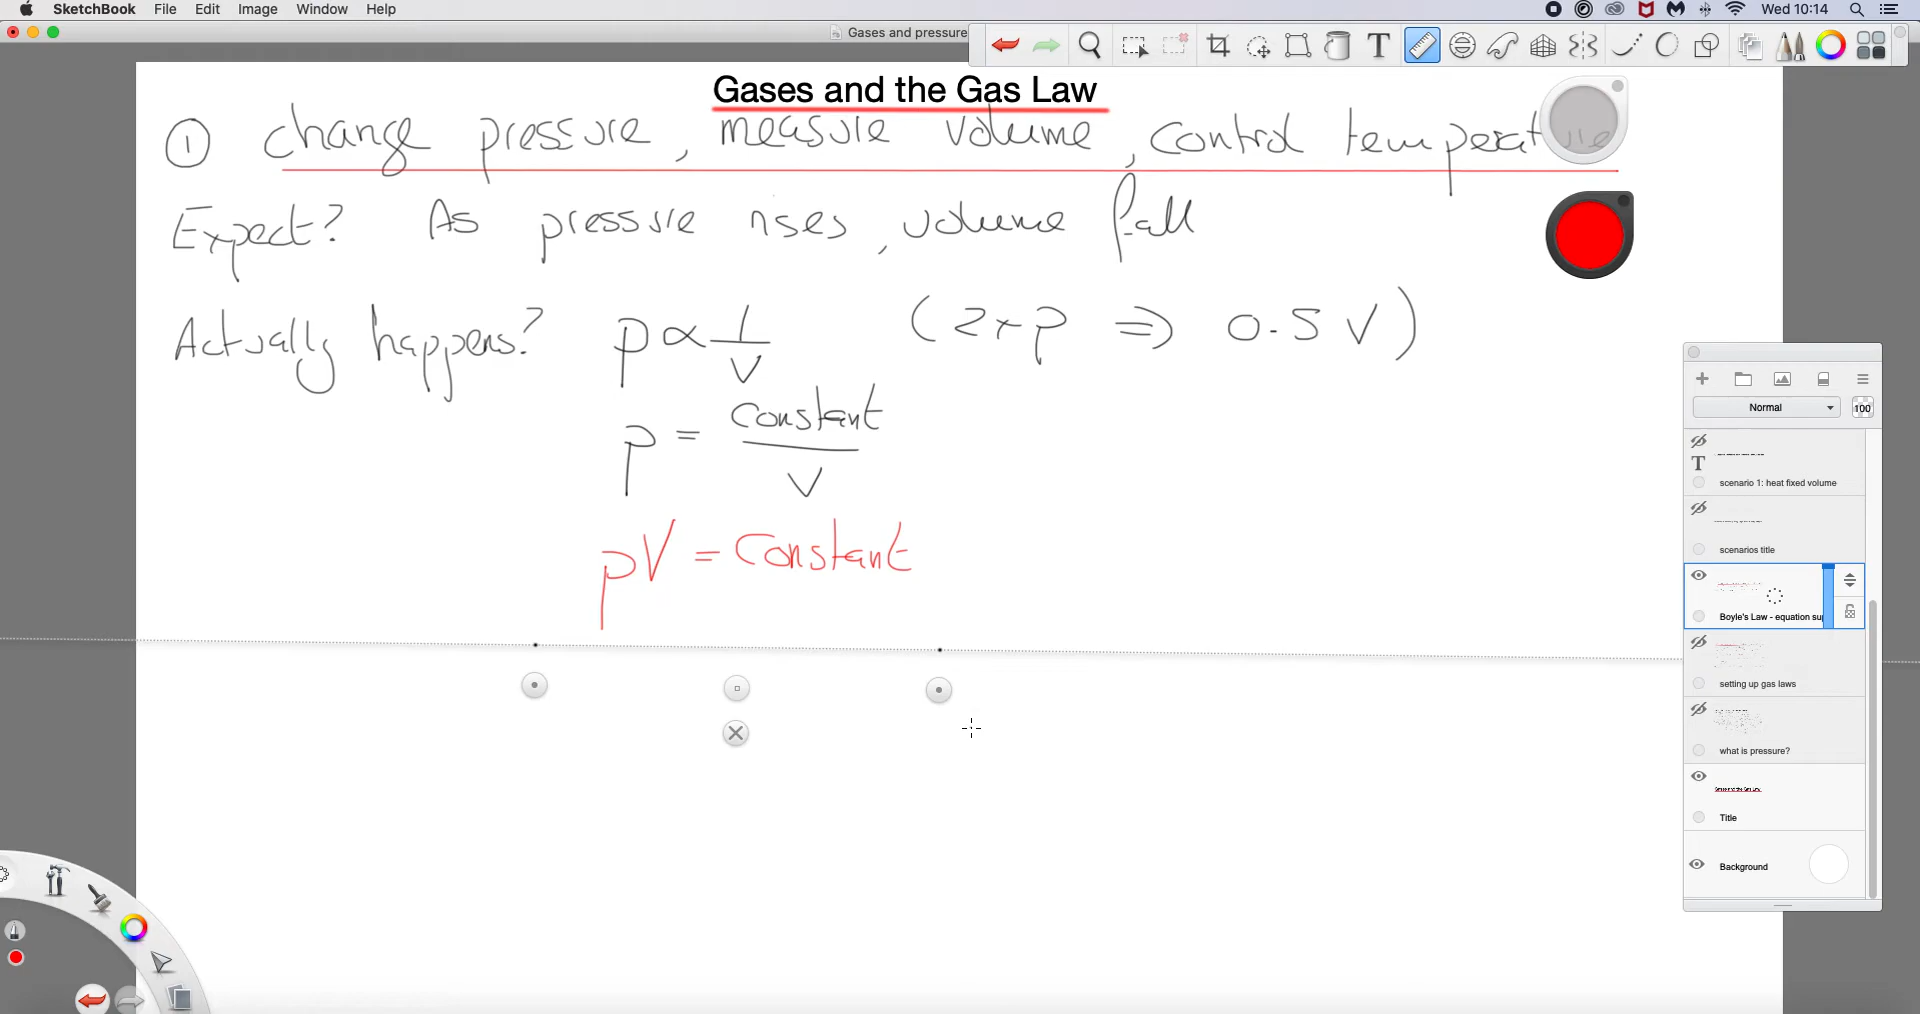 SketchBook File Edit Image Window Help Wed 10:14
Gases and pressure
Gases and the Gas Law
① change pressure, measure volume, control temperature
Expect? As pressure rises, volume fall
Actually happens? p ∝ 1/V (2xp ⇒ 0.5 V)
p = constant/V
pV = constant
Normal 100
T
scenario 1: heat fixed volume
scenarios title
Boyle's Law - equation su
setting up gas laws
what is pressure?
Title
Background